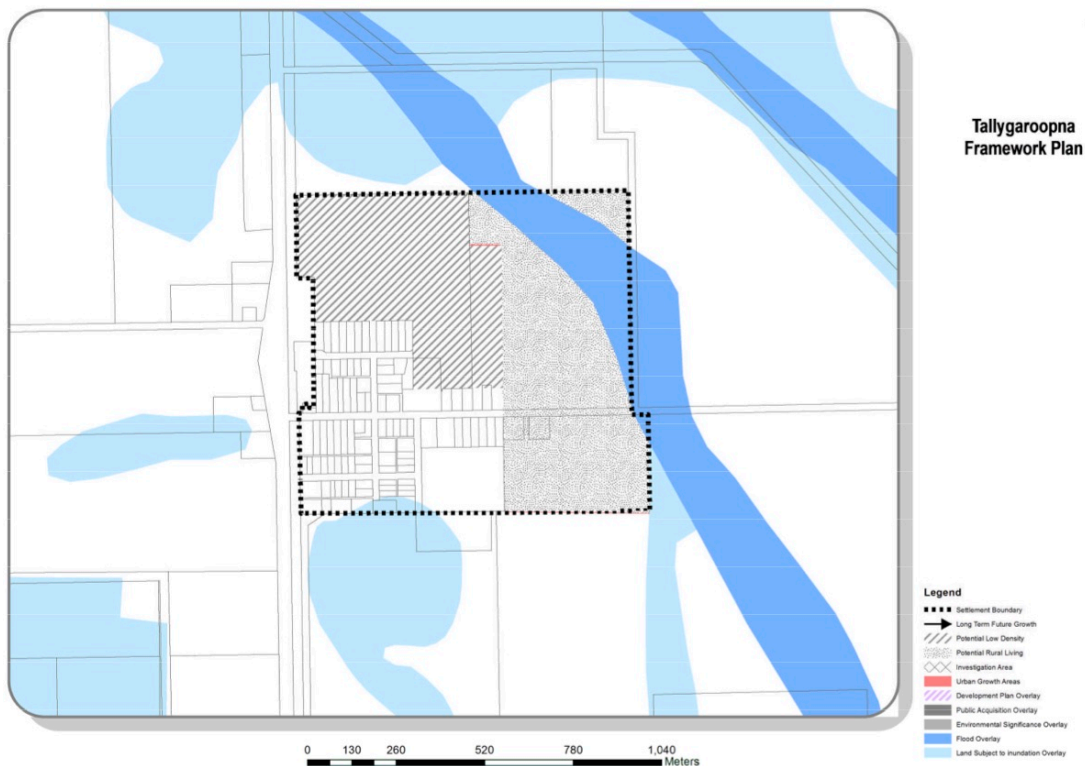 Tallygaroopna
Framework Plan
Legend
Settlement Boundary
Long Term Future Growth
Potential Low Density
Potential Rural Living
Investigation Area
Urban Growth Areas
Development Plan Overlay
Public Acquisition Overlay
Environmental Significance Overlay
Flood Overlay
Land Subject to Inundation Overlay
0 130 260 520 780 1,040
Meters